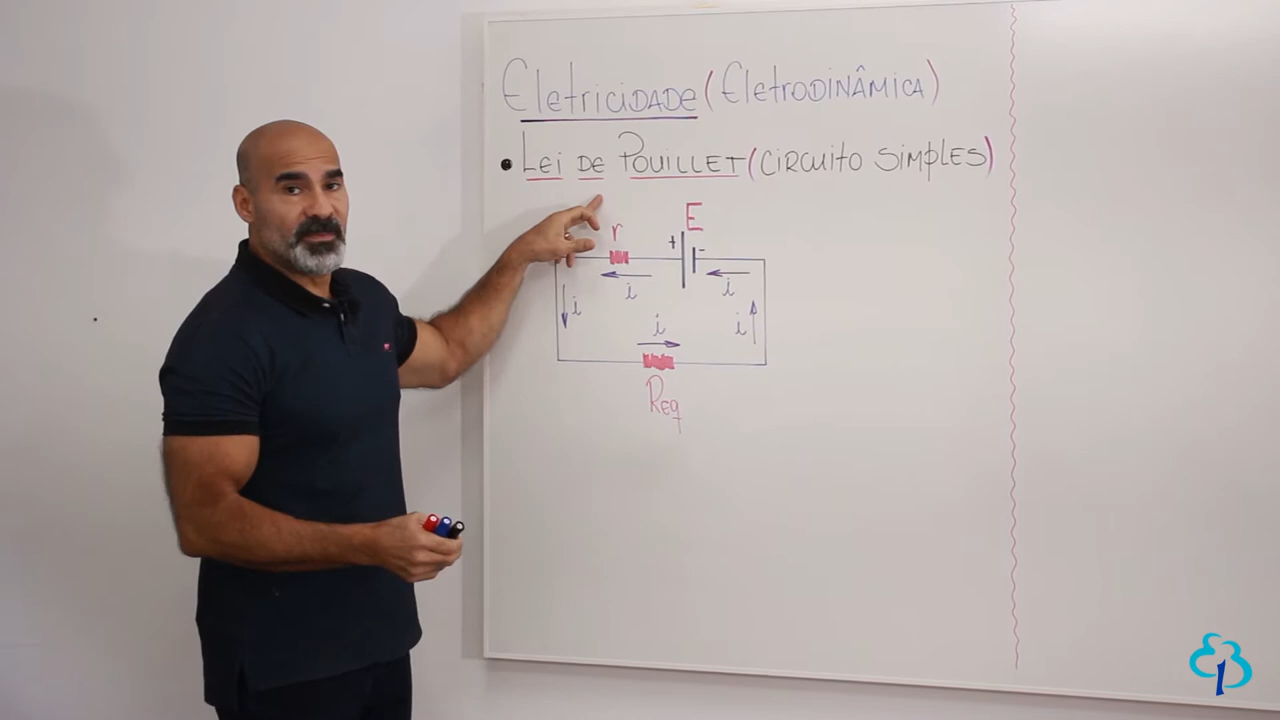 Eletricidade (Eletrodinâmica)
• Lei de Pouillet (circuito simples)
E
r
+ -
i i
i i i
Req